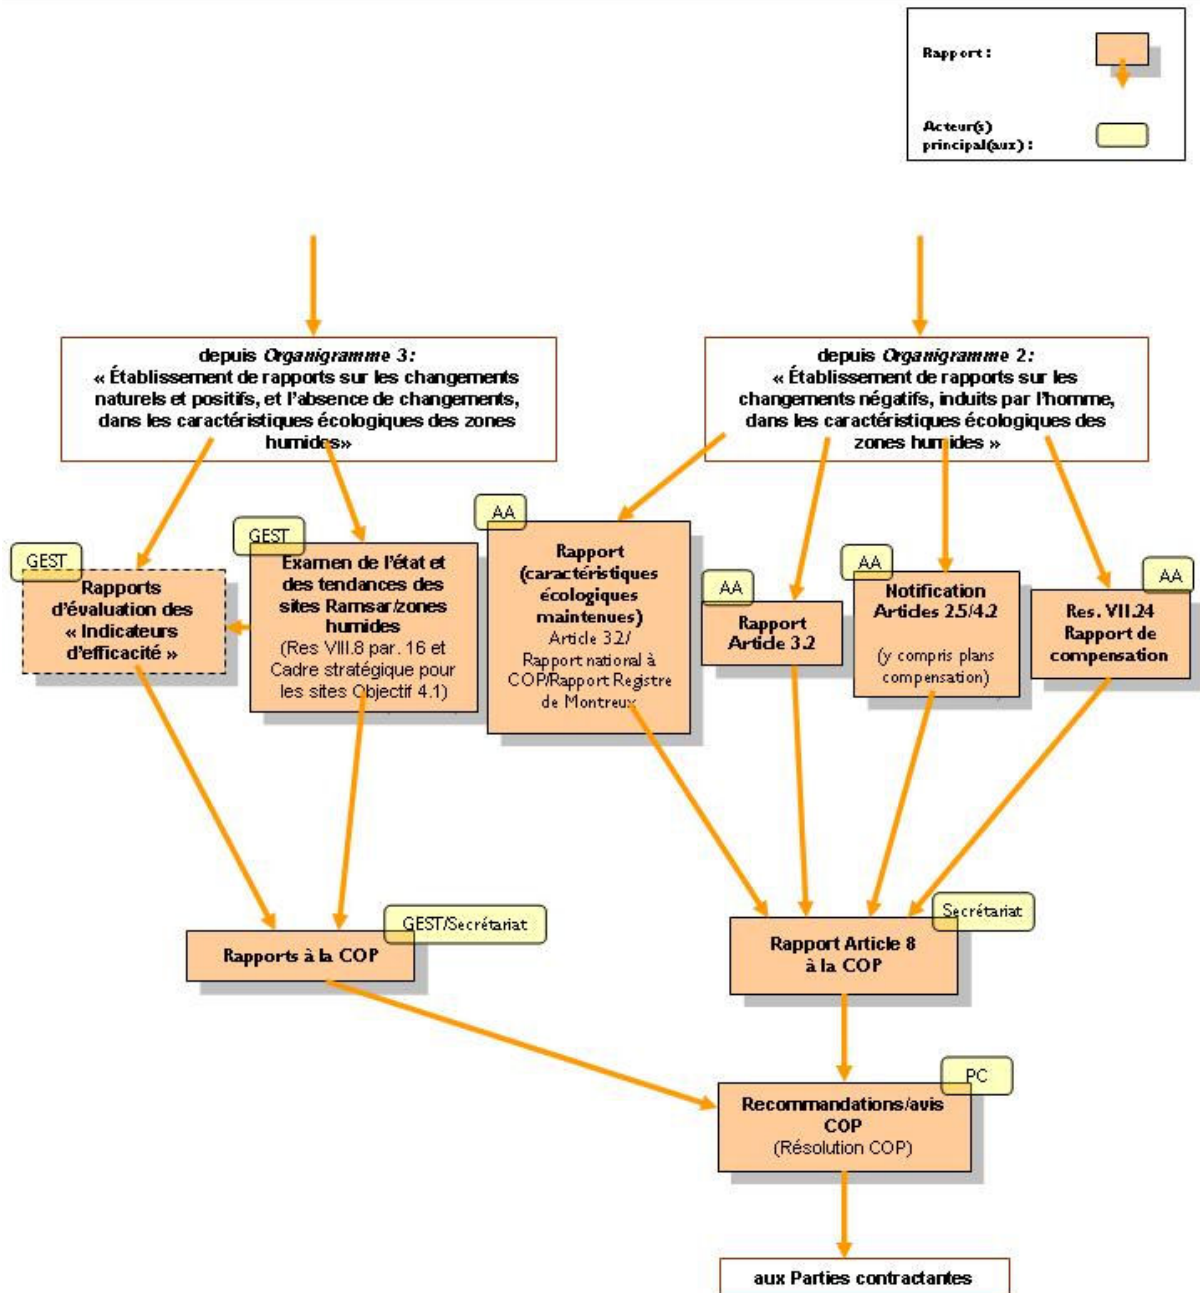 Rapport :
Acteur(s)
principal(aux) :
depuis Organigramme 3:
« Établissement de rapports sur les changements
naturels et positifs, et l'absence de changements,
dans les caractéristiques écologiques des zones
humides»
depuis Organigramme 2:
« Établissement de rapports sur les
changements négatifs, induits par l'homme,
dans les caractéristiques écologiques des
zones humides »
GEST
Rapports
d'évaluation des
« Indicateurs
d'efficacité »
GEST
Examen de l'état et
des tendances des
sites Ramsar/zones
humides
(Res VIII.8 par. 16 et
Cadre stratégique pour
les sites Objectif 4.1)
AA
Rapport
(caractéristiques
écologiques
maintenues)
Article 3.2/
Rapport national à
COP/Rapport Registre
de Montreux
AA
Rapport
Article 3.2
AA
Notification
Articles 2.5/4.2
(y compris plans
compensation)
AA
Res. VII.24
Rapport de
compensation
GEST/Secrétariat
Rapports à la COP
Secrétariat
Rapport Article 8
à la COP
PC
Recommandations/avis
COP
(Résolution COP)
aux Parties contractantes